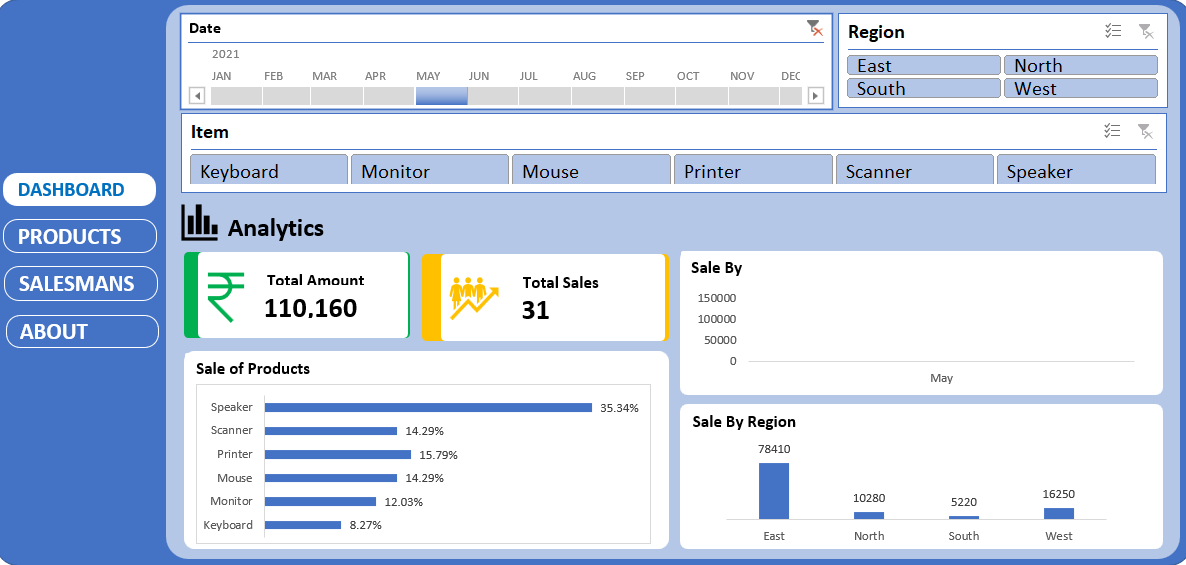 Date
2021
JAN FEB MAR APR MAY JUN JUL AUG SEP OCT NOV DEC
Region
East North
South West
Item
Keyboard Monitor Mouse Printer Scanner Speaker
DASHBOARD
PRODUCTS
SALESMANS
ABOUT
Analytics
Total Amount
110,160
Total Sales
31
Sale By
150000
100000
50000
0
May
Sale of Products
Speaker 35.34%
Scanner 14.29%
Printer 15.79%
Mouse 14.29%
Monitor 12.03%
Keyboard 8.27%
Sale By Region
78410 10280 5220 16250
East North South West